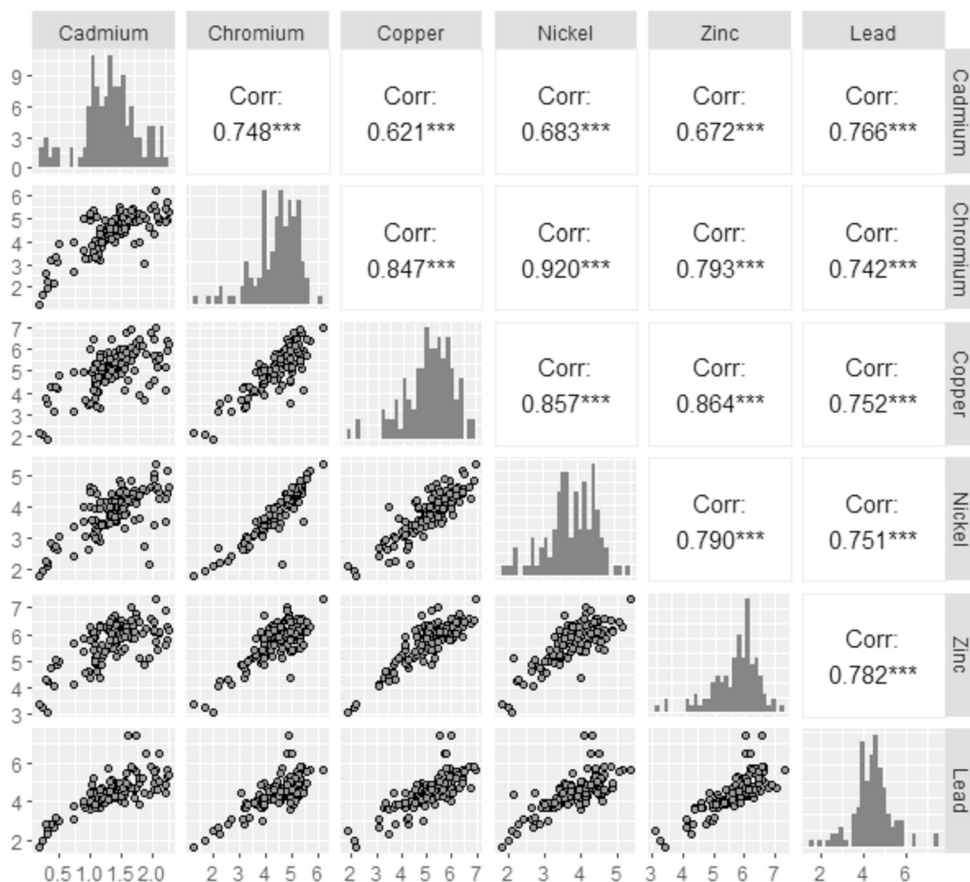 Cadmium Chromium Copper Nickel Zinc Lead
9
6
3
0
Corr: Corr: Corr: Corr: Corr:
0.748*** 0.621*** 0.683*** 0.672*** 0.766***
Cadmium
6
5
4
3
2
Corr: Corr: Corr: Corr:
0.847*** 0.920*** 0.793*** 0.742***
Chromium
7
6
5
4
3
2
Corr: Corr: Corr:
0.857*** 0.864*** 0.752***
Copper
5
4
3
2
Corr: Corr:
0.790*** 0.751***
Nickel
7
6
5
4
3
Corr:
0.782***
Zinc
6
4
2
Lead
0.5 1.0 1.5 2.0 2 3 4 5 6 2 3 4 5 6 7 2 3 4 5 3 4 5 6 7 2 4 6